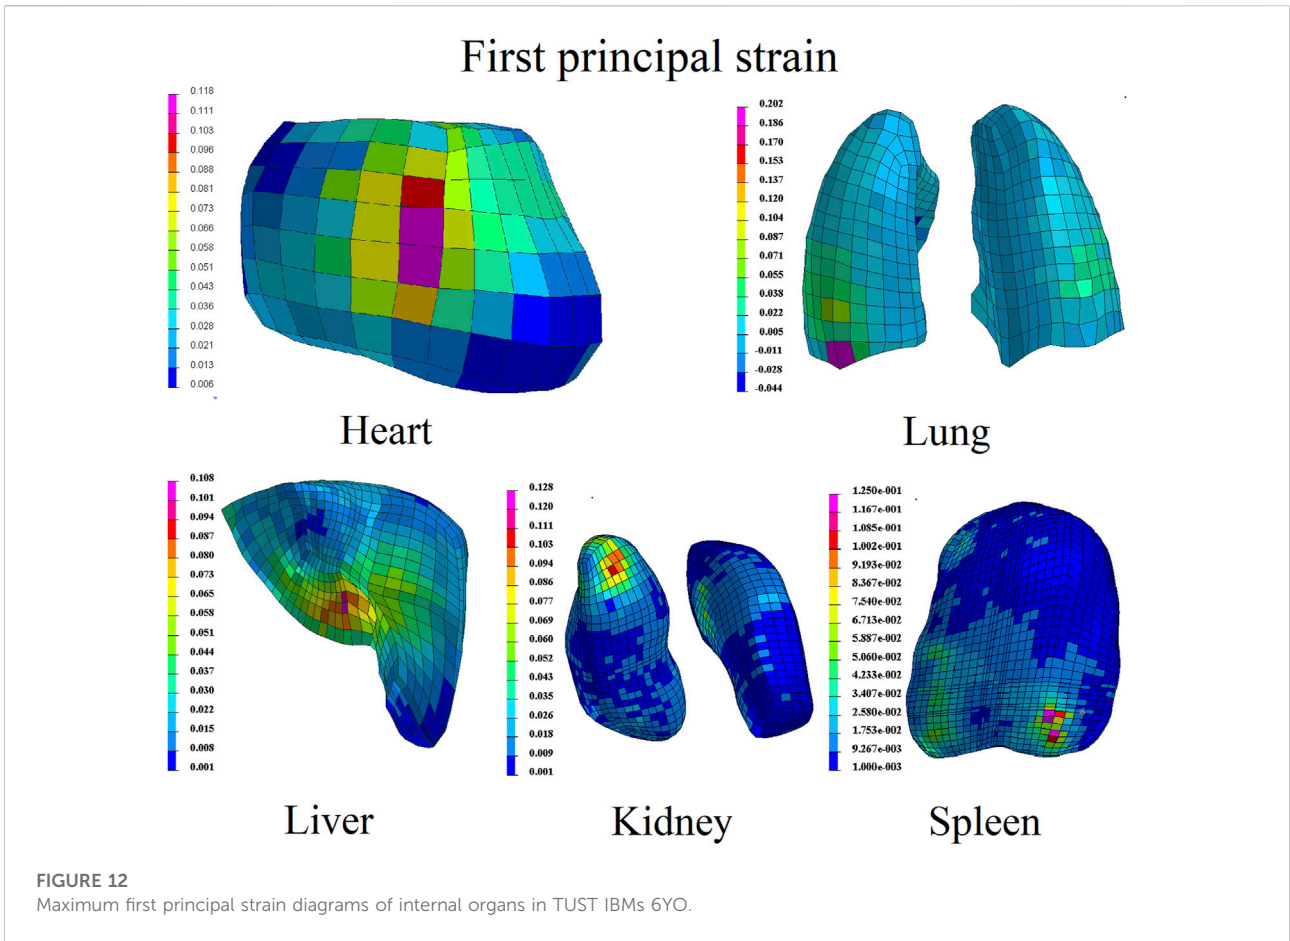 First principal strain
0.118
0.111
0.103
0.096
0.088
0.081
0.073
0.066
0.058
0.051
0.043
0.036
0.028
0.021
0.013
0.006
Heart
0.202
0.186
0.170
0.153
0.137
0.120
0.104
0.087
0.071
0.055
0.038
0.022
0.005
-0.011
-0.028
-0.044
Lung
0.108
0.101
0.094
0.087
0.080
0.073
0.065
0.058
0.051
0.044
0.037
0.030
0.022
0.015
0.008
0.001
Liver
0.128
0.120
0.111
0.103
0.094
0.086
0.077
0.069
0.060
0.052
0.043
0.035
0.026
0.018
0.009
0.001
Kidney
1.250e-001
1.167e-001
1.085e-001
1.002e-001
9.193e-002
8.367e-002
7.540e-002
6.713e-002
5.887e-002
5.060e-002
4.233e-002
3.407e-002
2.580e-002
1.753e-002
9.267e-003
1.000e-003
Spleen
FIGURE 12
Maximum first principal strain diagrams of internal organs in TUST IBMs 6YO.